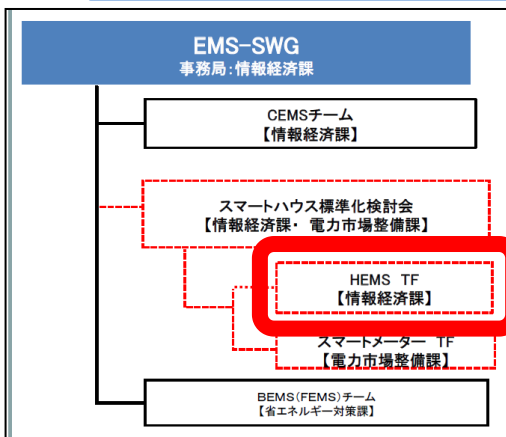 EMS-SWG
事務局:情報経済課
CEMSチーム
【情報経済課】
スマートハウス標準化検討会
【情報経済課・ 電力市場整備課】
HEMS TF
【情報経済課】
スマートメーター TF
【電力市場整備課】
BEMS(FEMS)チーム
【省エネルギー対策課】